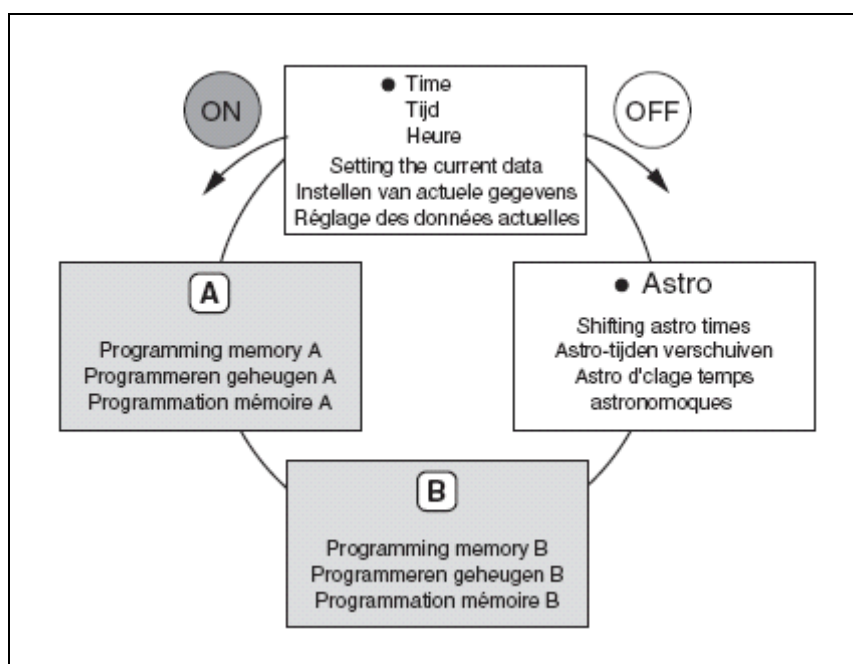 ON
● Time
Tijd
Heure
Setting the current data
Instellen van actuele gegevens
Réglage des données actuelles
OFF
A
Programming memory A
Programmeren geheugen A
Programmation mémoire A
● Astro
Shifting astro times
Astro-tijden verschuiven
Astro d'clage temps
astronomoques
B
Programming memory B
Programmeren geheugen B
Programmation mémoire B